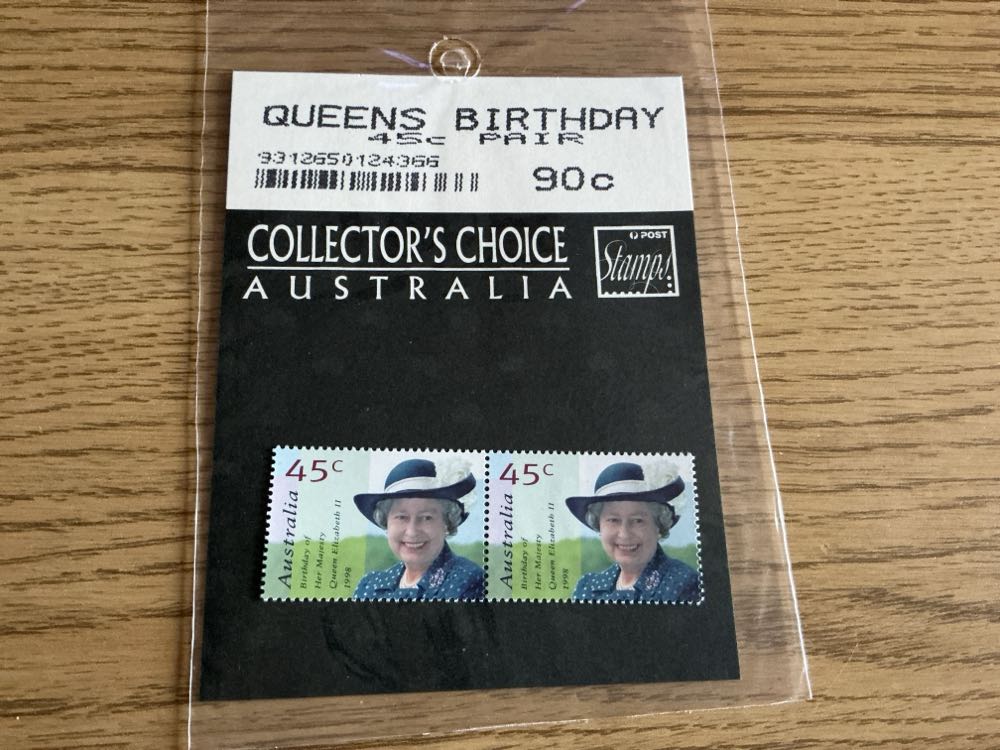 QUEENS BIRTHDAY
45c PAIR
9312650124366
90c
COLLECTOR'S CHOICE
AUSTRALIA
POST
Stamps!
45C
Australia
Birthday of
Her Majesty
Queen Elizabeth II
1998
45C
Australia
Birthday of
Her Majesty
Queen Elizabeth II
1998